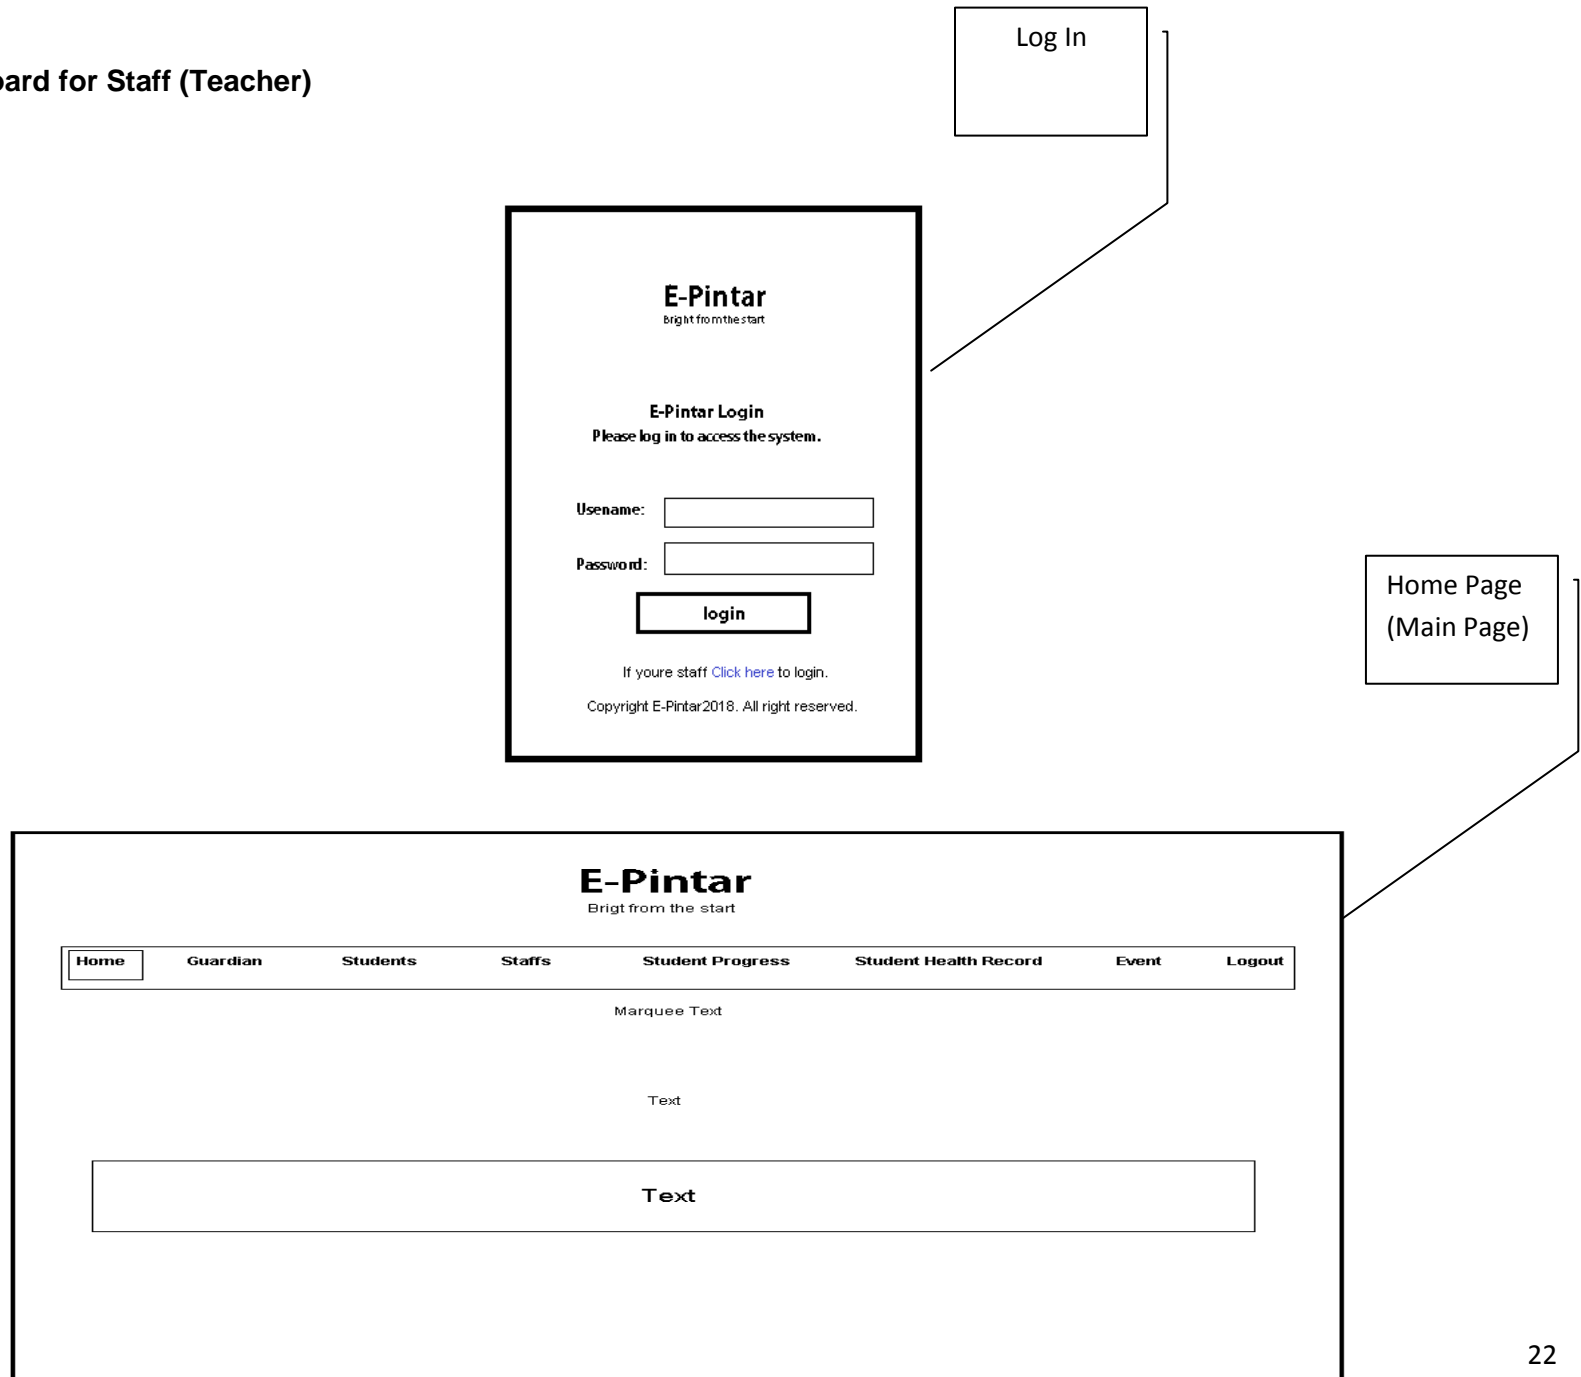 Log In
oard for Staff (Teacher)
E-Pintar
Bright from the start
E-Pintar Login
Please log in to access the system.
Usename:
Password:
login
If youre staff Click here to login.
Copyright E-Pintar2018. All right reserved.
Home Page
(Main Page)
E-Pintar
Brigt from the start
Home Guardian Students Staffs Student Progress Student Health Record Event Logout
Marquee Text
Text
Text
22